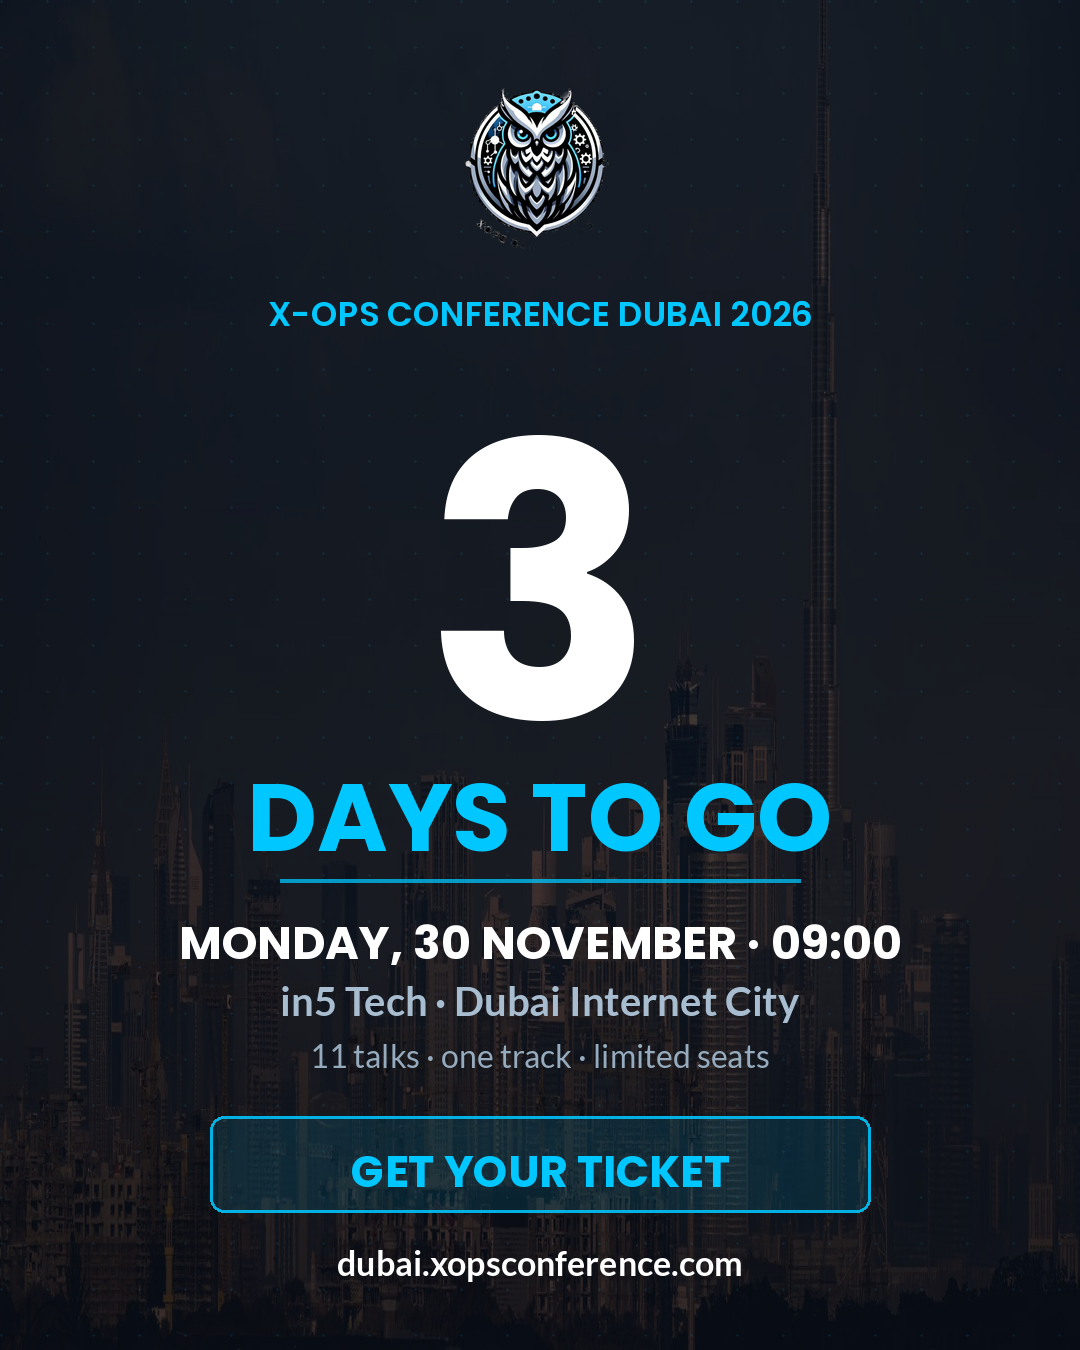 X-OPS CONFERENCE DUBAI 2026
3
DAYS TO GO
MONDAY, 30 NOVEMBER · 09:00
in5 Tech · Dubai Internet City
11 talks · one track · limited seats
GET YOUR TICKET
dubai.xopsconference.com